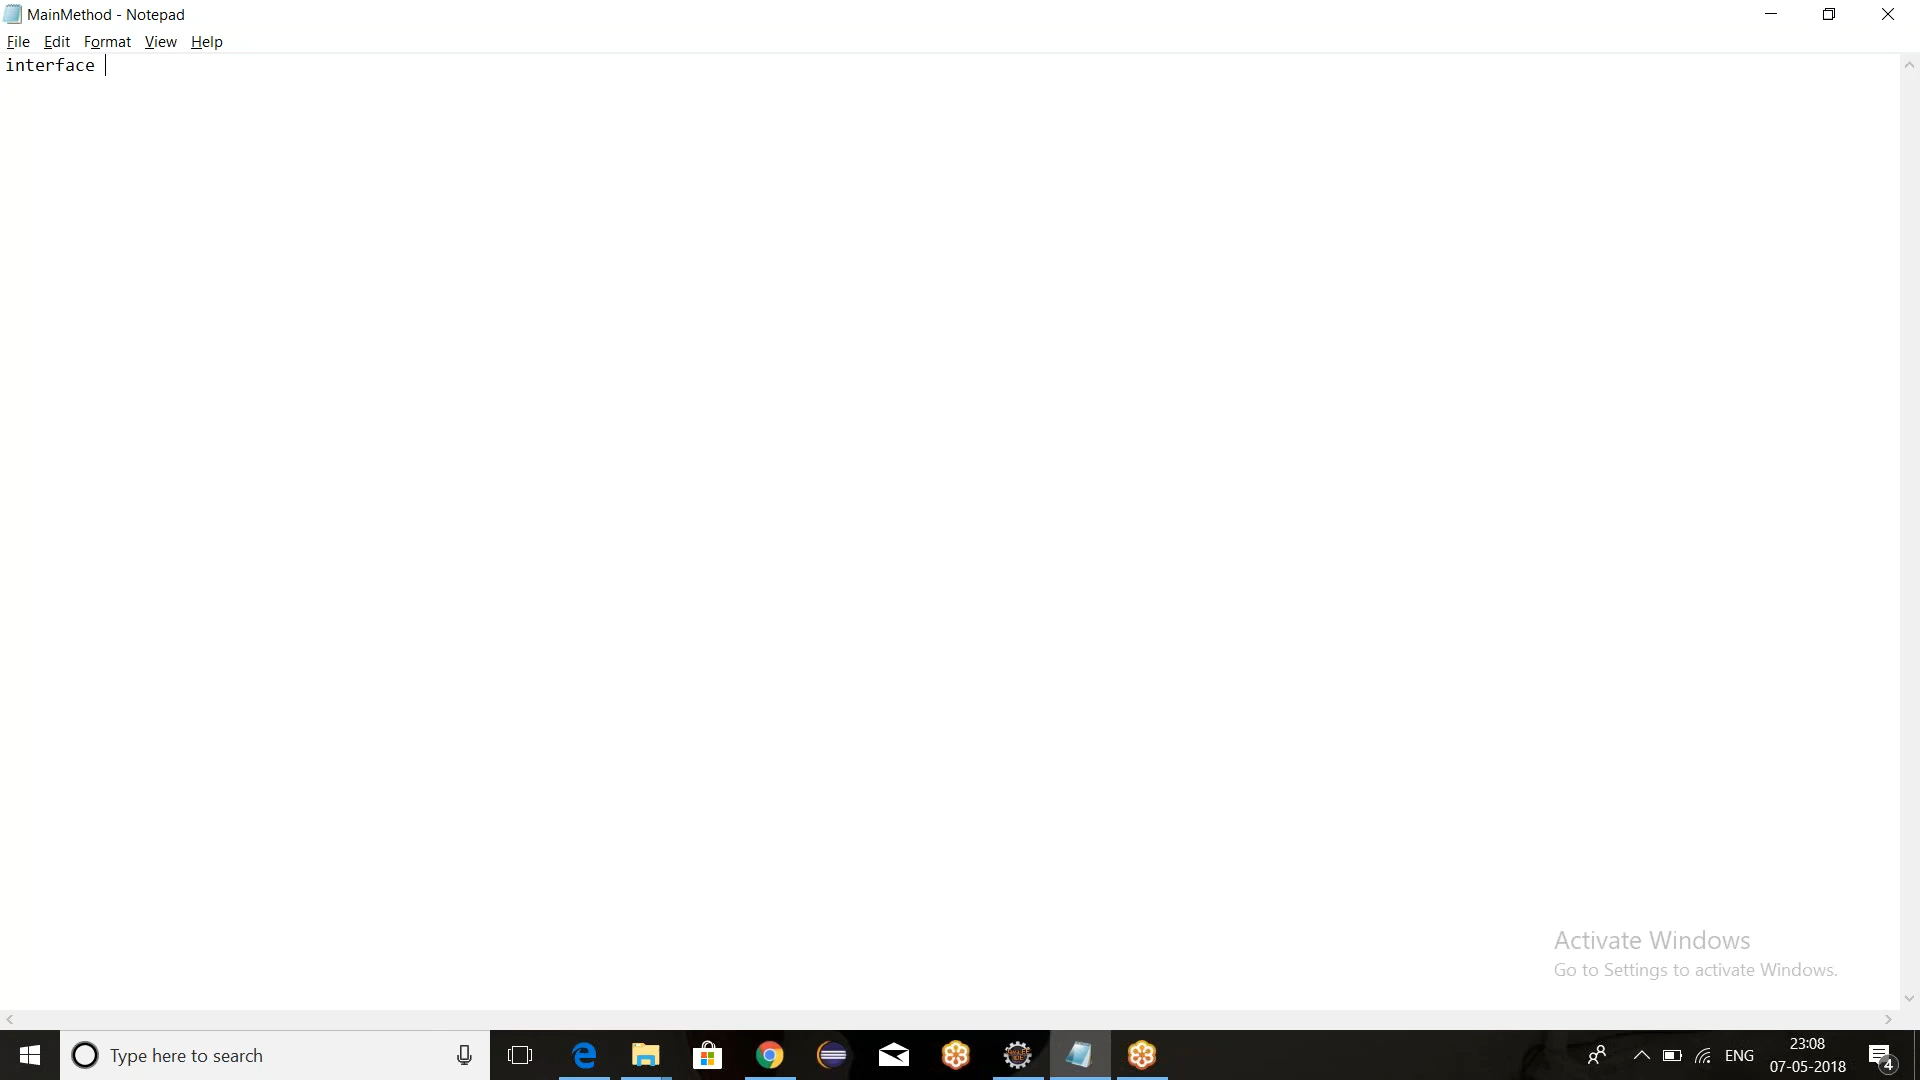 MainMethod - Notepad
File Edit Format View Help
interface
Activate Windows
Go to Settings to activate Windows.
Type here to search
ENG
23:08
07-05-2018
4